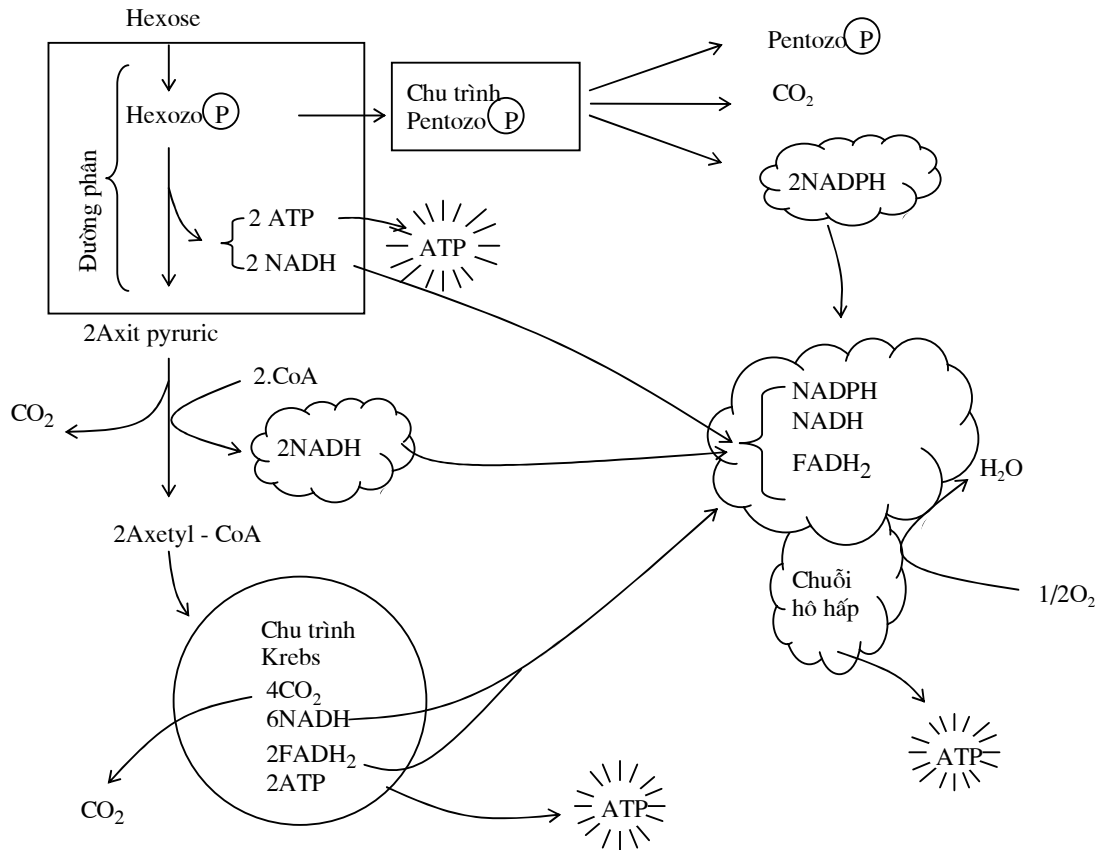 Hexose
Pentozo P
CO₂
Chu trình
Pentozo P
Hexozo P
2NADPH
Đường phân
2 ATP
2 NADH
ATP
2Axit pyruric
2.CoA
CO₂
2NADH
NADPH
NADH
FADH₂
H₂O
2Axetyl - CoA
Chuỗi
hô hấp
1/2O₂
Chu trình
Krebs
4CO₂
6NADH
2FADH₂
2ATP
CO₂
ATP
ATP